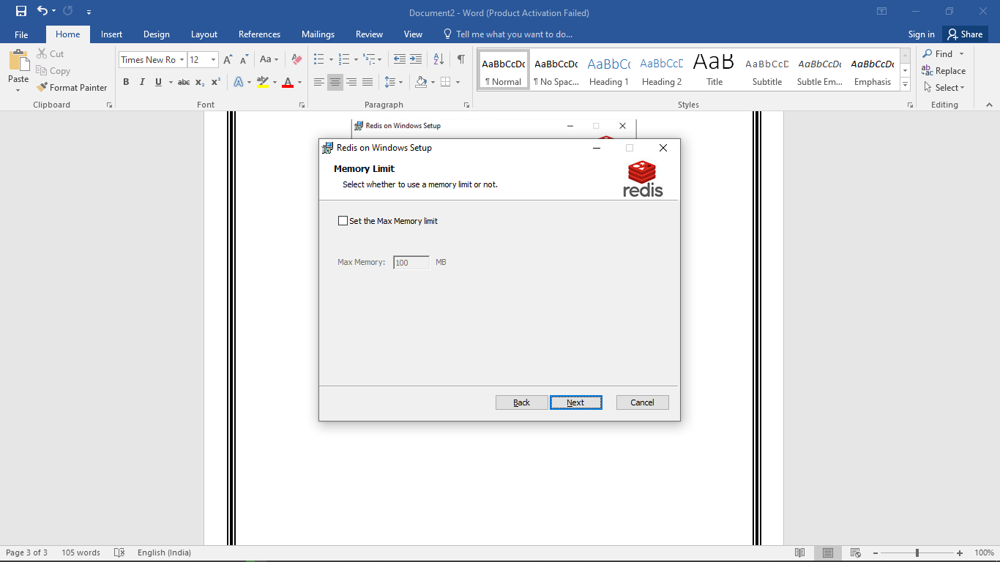 Document2 - Word (Product Activation Failed)
File Home Insert Design Layout References Mailings Review View Tell me what you want to do... Sign in Share
Paste
Cut
Copy
Format Painter
Clipboard
Times New Ro 12 Aa
B I U abc x₂ x² A aby A
Font
Paragraph
AaBbCcDc AaBbCcDc AaBbCc AaBbCcD AaB AaBbCcD AaBbCcDc AaBbCcDc
¶ Normal ¶ No Spac... Heading 1 Heading 2 Title Subtitle Subtle Em... Emphasis
Styles
Find
Replace
Select
Editing
Redis on Windows Setup
Redis on Windows Setup
Memory Limit
Select whether to use a memory limit or not.
redis
Set the Max Memory limit
Max Memory: 100 MB
Back Next Cancel
Page 3 of 3 105 words English (India) 100%